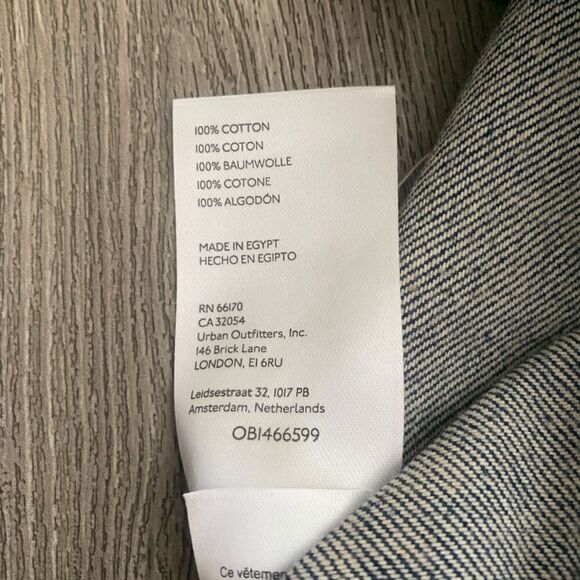 100% COTTON
100% COTON
100% BAUMWOLLE
100% COTONE
100% ALGODÓN
MADE IN EGYPT
HECHO EN EGIPTO
RN 66170
CA 32054
Urban Outfitters, Inc.
146 Brick Lane
LONDON, E1 6RU
Leidsestraat 32, 1017 PB
Amsterdam, Netherlands
OB1466599
Ce